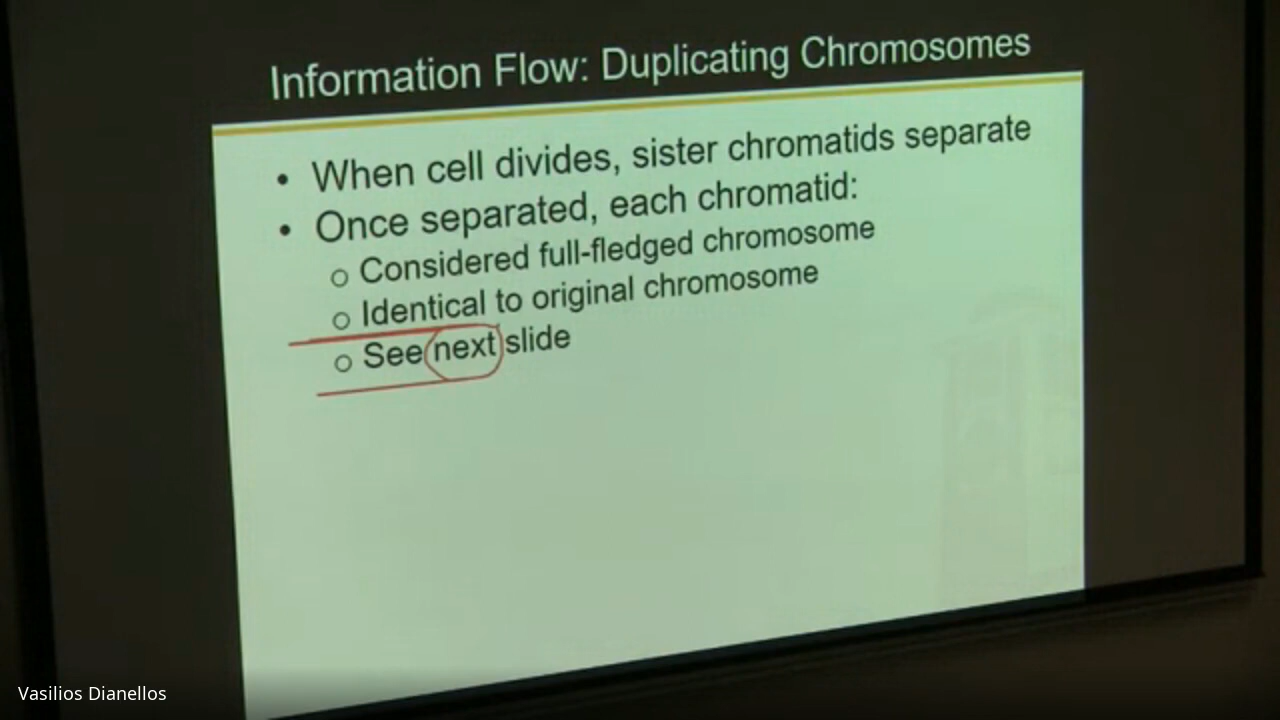 Information Flow: Duplicating Chromosomes
• When cell divides, sister chromatids separate
• Once separated, each chromatid:
o Considered full-fledged chromosome
o Identical to original chromosome
o See next slide
Vasilios Dianellos